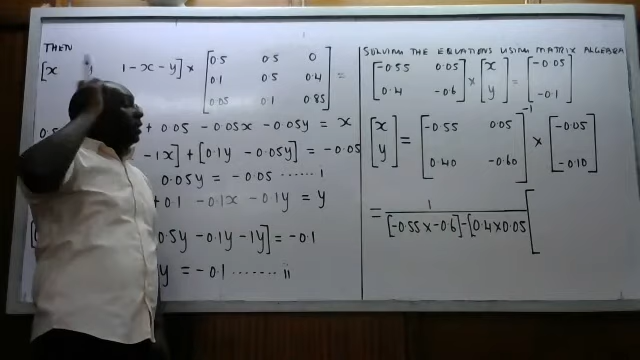 THEN
[x 1-x-y] × [0.5 0.5 0
0.1 0.5 0.4
0.05 0.1 0.85] =
0.5 + 0.05 - 0.05x - 0.05y = x
- 1x] + [0.1y - 0.05y] = -0.05
0.05y = -0.05 ...... i
+ 0.1 - 0.1x - 0.1y = y
0.5y - 0.1y - 1y] = -0.1
y = -0.1 ....... ii
SOLVING THE EQUATIONS USING MATRIX ALGEBRA
[-0.55 0.05
0.4 -0.6] × [x
y] = [-0.05
-0.1]
[x
y] = [-0.55 0.05
0.40 -0.60]^-1 × [-0.05
-0.10]
= 1 / [-0.55 x -0.6] - [0.4 x 0.05 [